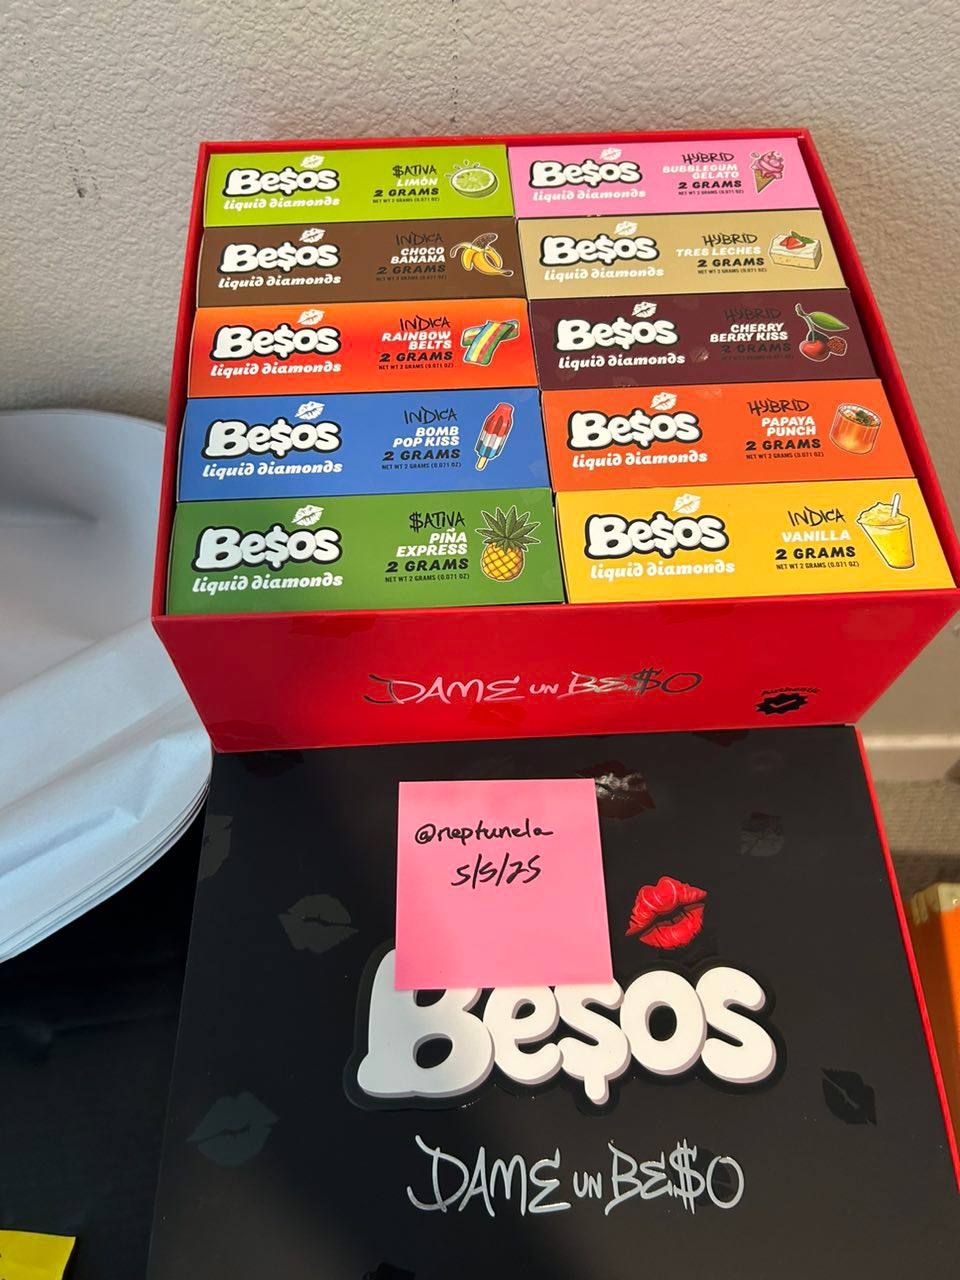 Be$os
liquid diamonds
$ATIVA
LIMÓN
2 GRAMS
NET WT 2 GRAMS (0.071 OZ)
Be$os
liquid diamonds
HYBRID
BUBBLEGUM
GELATO
2 GRAMS
NET WT 2 GRAMS (0.071 OZ)
Be$os
liquid diamonds
INDICA
CHOCO
BANANA
2 GRAMS
NET WT 2 GRAMS (0.071 OZ)
Be$os
liquid diamonds
HYBRID
TRES LECHES
2 GRAMS
NET WT 2 GRAMS (0.071 OZ)
Be$os
liquid diamonds
INDICA
RAINBOW
BELTS
2 GRAMS
NET WT 2 GRAMS (0.071 OZ)
Be$os
liquid diamonds
HYBRID
CHERRY
BERRY KISS
2 GRAMS
NET WT 2 GRAMS (0.071 OZ)
Be$os
liquid diamonds
INDICA
BOMB
POP KISS
2 GRAMS
NET WT 2 GRAMS (0.071 OZ)
Be$os
liquid diamonds
HYBRID
PAPAYA
PUNCH
2 GRAMS
NET WT 2 GRAMS (0.071 OZ)
Be$os
liquid diamonds
$ATIVA
PIÑA
EXPRESS
2 GRAMS
NET WT 2 GRAMS (0.071 OZ)
Be$os
liquid diamonds
INDICA
VANILLA
2 GRAMS
NET WT 2 GRAMS (0.071 OZ)
DAME UN BE$O
Authentic
@neptunela
5/5/25
Be$os
DAME UN BE$O